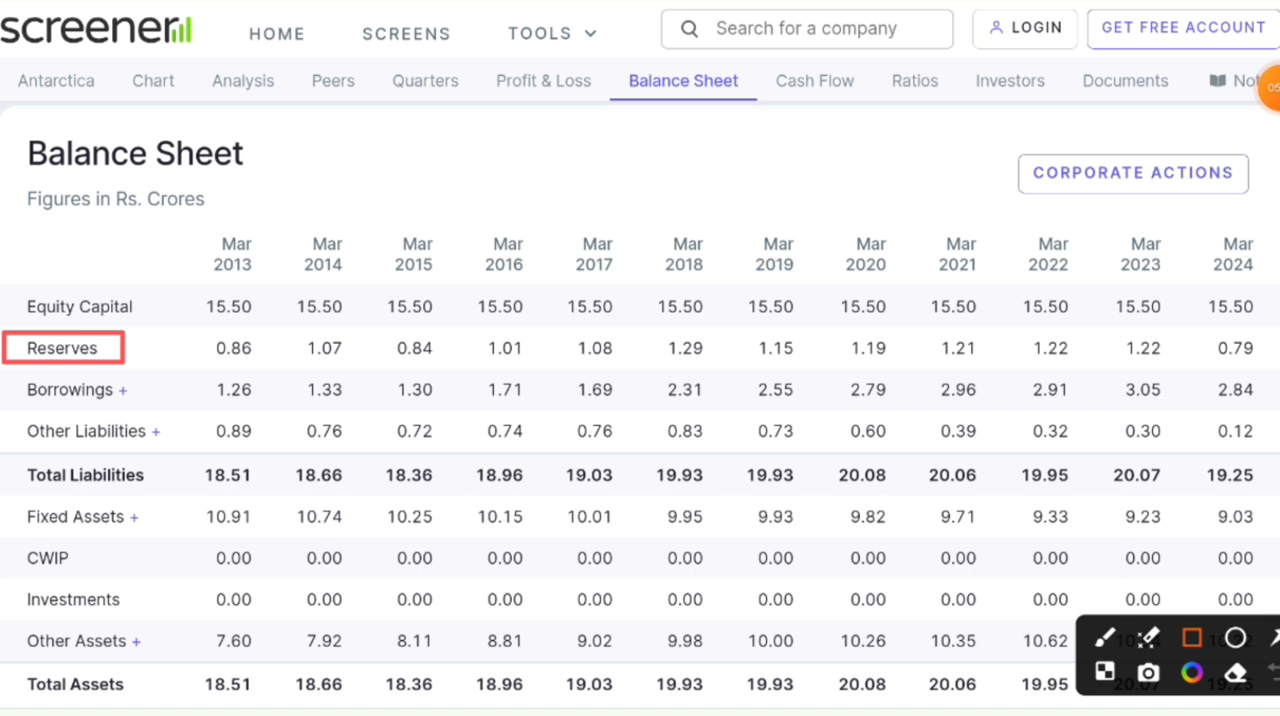 screener
HOME SCREENS TOOLS
Search for a company
LOGIN
GET FREE ACCOUNT
Antarctica Chart Analysis Peers Quarters Profit & Loss Balance Sheet Cash Flow Ratios Investors Documents
05
Balance Sheet
CORPORATE ACTIONS
Figures in Rs. Crores
Mar 2013 Mar 2014 Mar 2015 Mar 2016 Mar 2017 Mar 2018 Mar 2019 Mar 2020 Mar 2021 Mar 2022 Mar 2023 Mar 2024
Equity Capital 15.50 15.50 15.50 15.50 15.50 15.50 15.50 15.50 15.50 15.50 15.50 15.50
Reserves 0.86 1.07 0.84 1.01 1.08 1.29 1.15 1.19 1.21 1.22 1.22 0.79
Borrowings + 1.26 1.33 1.30 1.71 1.69 2.31 2.55 2.79 2.96 2.91 3.05 2.84
Other Liabilities + 0.89 0.76 0.72 0.74 0.76 0.83 0.73 0.60 0.39 0.32 0.30 0.12
Total Liabilities 18.51 18.66 18.36 18.96 19.03 19.93 19.93 20.08 20.06 19.95 20.07 19.25
Fixed Assets + 10.91 10.74 10.25 10.15 10.01 9.95 9.93 9.82 9.71 9.33 9.23 9.03
CWIP 0.00 0.00 0.00 0.00 0.00 0.00 0.00 0.00 0.00 0.00 0.00 0.00
Investments 0.00 0.00 0.00 0.00 0.00 0.00 0.00 0.00 0.00 0.00 0.00 0.00
Other Assets + 7.60 7.92 8.11 8.81 9.02 9.98 10.00 10.26 10.35 10.62
Total Assets 18.51 18.66 18.36 18.96 19.03 19.93 19.93 20.08 20.06 19.95 20.07 19.25